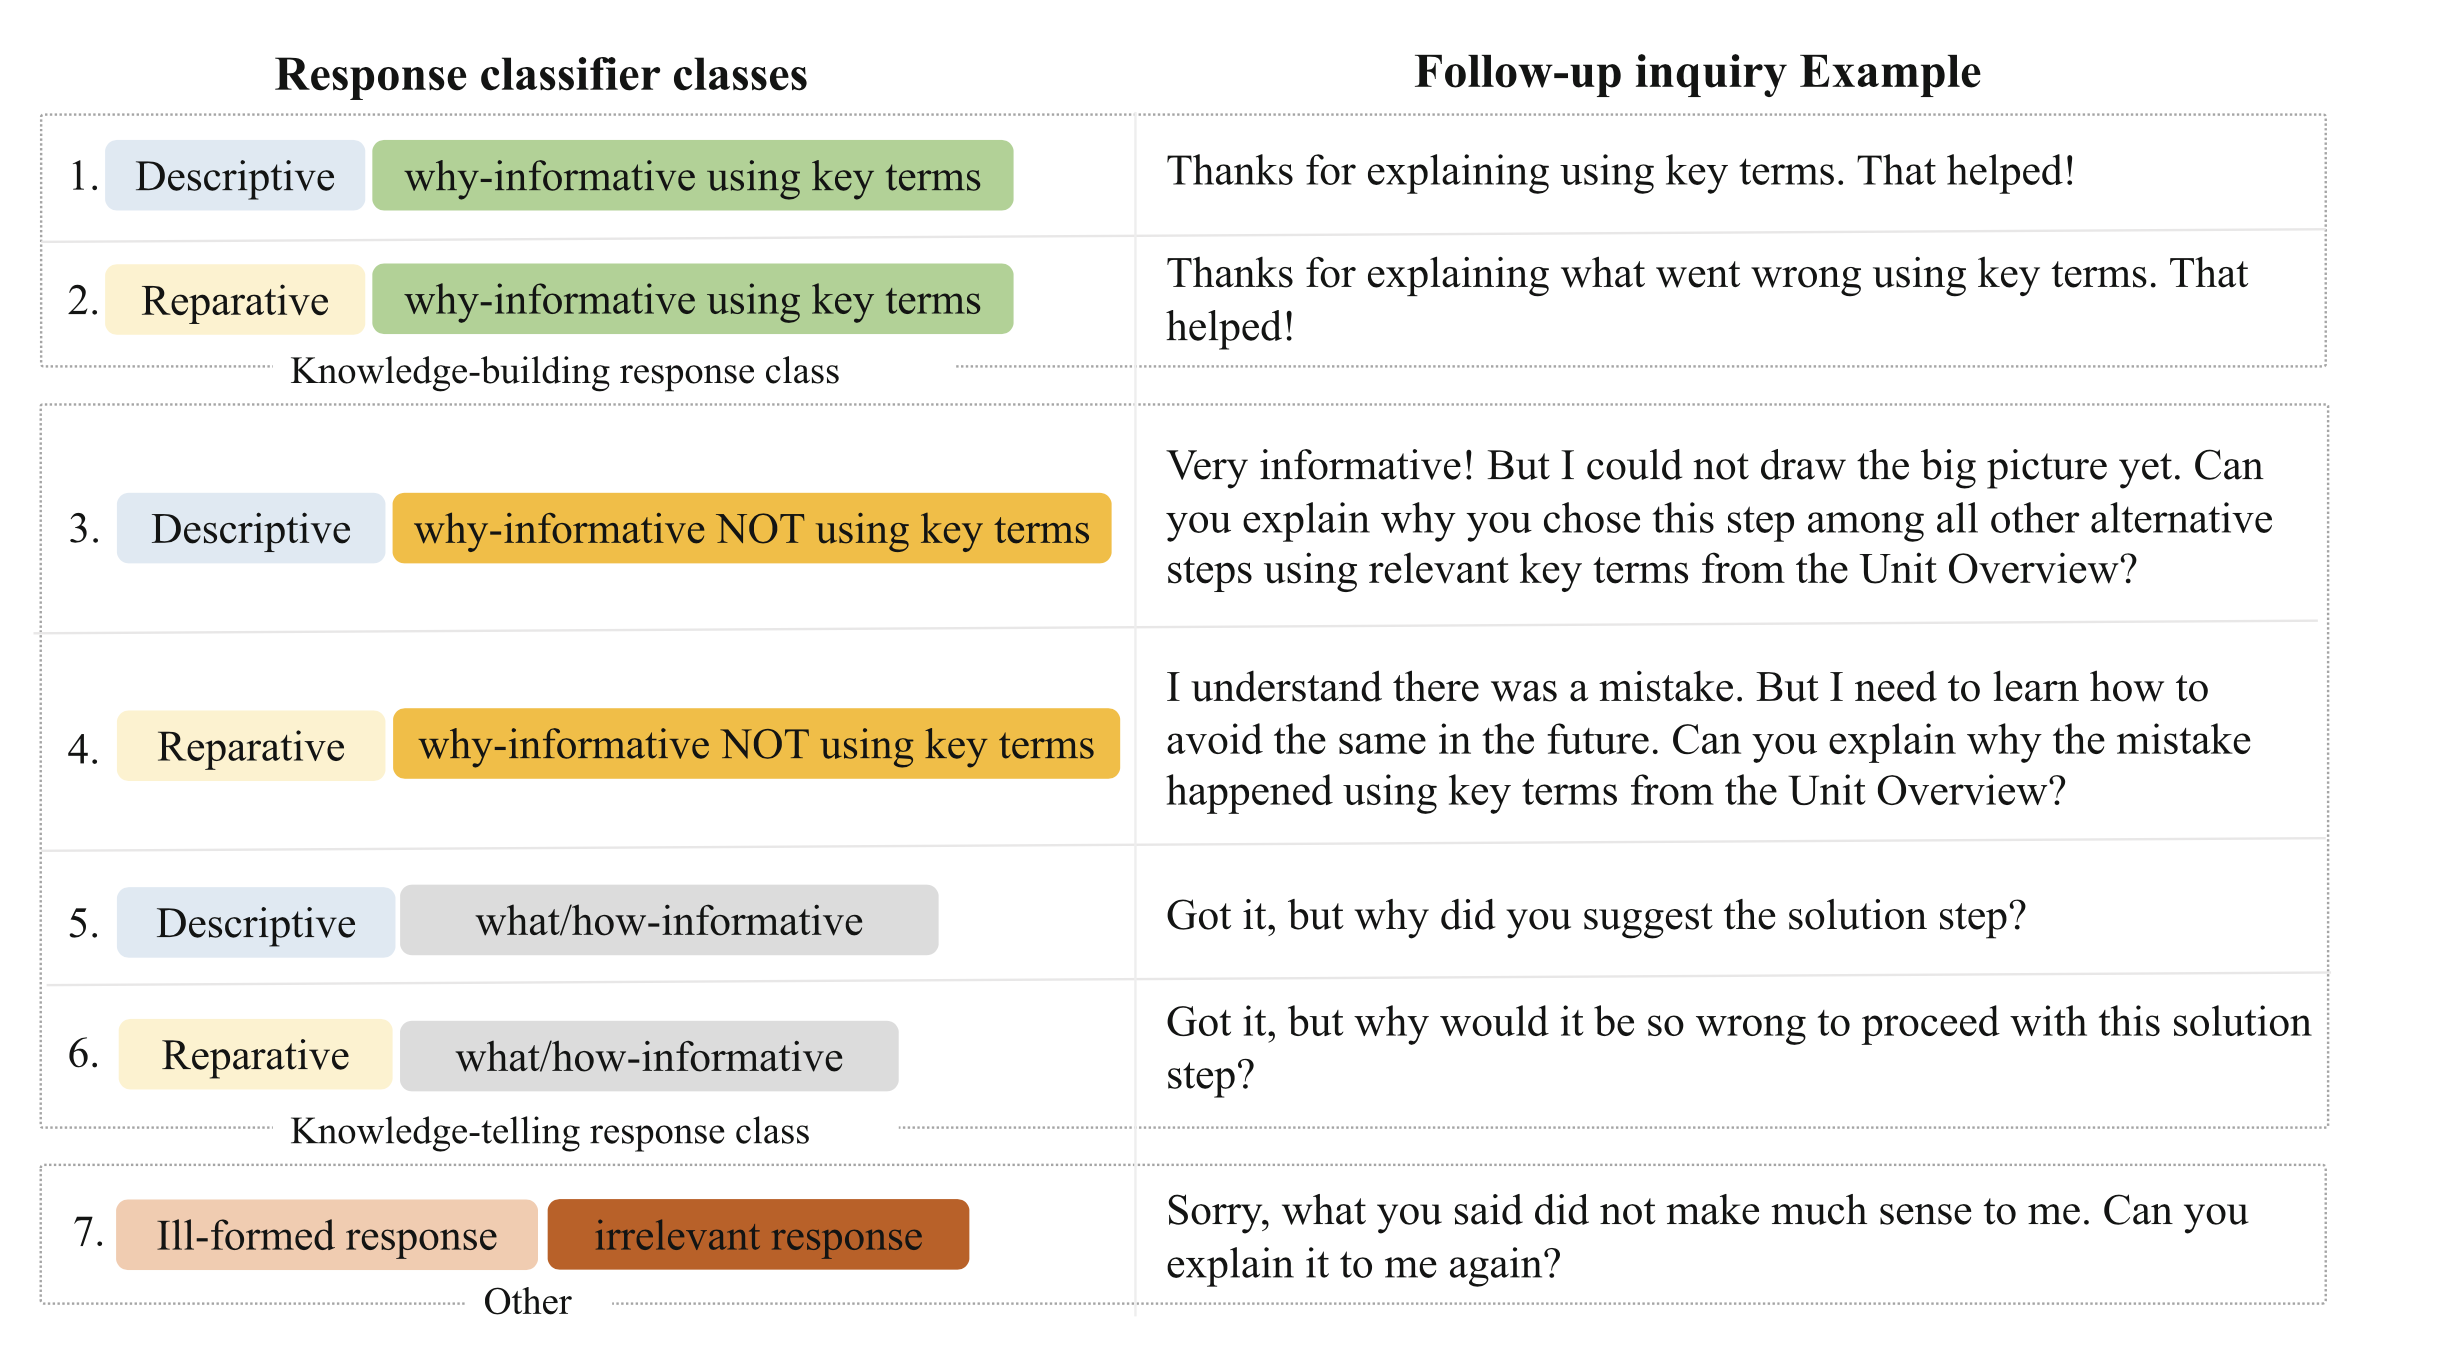 Response classifier classes
Follow-up inquiry Example
1. Descriptive why-informative using key terms
Thanks for explaining using key terms. That helped!
2. Reparative why-informative using key terms
Thanks for explaining what went wrong using key terms. That
helped!
Knowledge-building response class
3. Descriptive why-informative NOT using key terms
Very informative! But I could not draw the big picture yet. Can
you explain why you chose this step among all other alternative
steps using relevant key terms from the Unit Overview?
4. Reparative why-informative NOT using key terms
I understand there was a mistake. But I need to learn how to
avoid the same in the future. Can you explain why the mistake
happened using key terms from the Unit Overview?
5. Descriptive what/how-informative
Got it, but why did you suggest the solution step?
6. Reparative what/how-informative
Got it, but why would it be so wrong to proceed with this solution
step?
Knowledge-telling response class
7. Ill-formed response irrelevant response
Sorry, what you said did not make much sense to me. Can you
explain it to me again?
Other